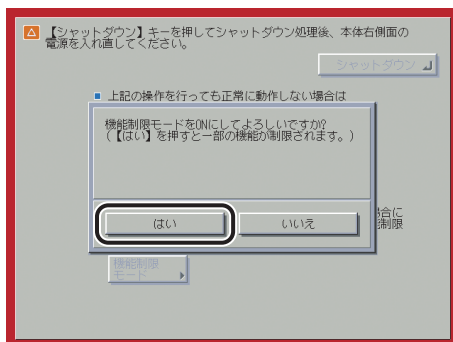 【シャットダウン】キーを押してシャットダウン処理後、本体右側面の
電源を入れ直してください。
シャットダウン
■ 上記の操作を行っても正常に動作しない場合は
機能制限モードをONにしてよろしいですか?
(【はい】を押すと一部の機能が制限されます。)
場合に
制限
はい
いいえ
機能制限
モード